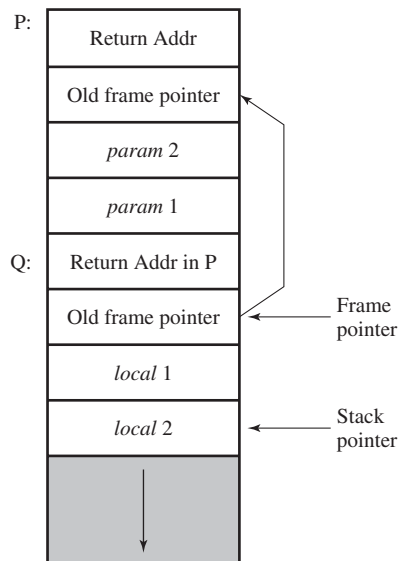 P:
Return Addr
Old frame pointer
param 2
param 1
Q:
Return Addr in P
Old frame pointer
Frame
pointer
local 1
local 2
Stack
pointer